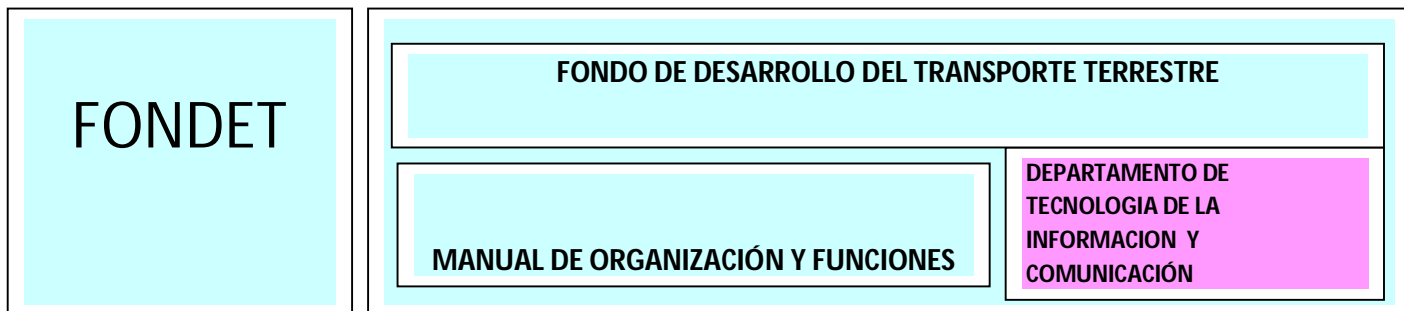 FONDET
FONDO DE DESARROLLO DEL TRANSPORTE TERRESTRE
MANUAL DE ORGANIZACIÓN Y FUNCIONES
DEPARTAMENTO DE
TECNOLOGIA DE LA
INFORMACION Y
COMUNICACIÓN